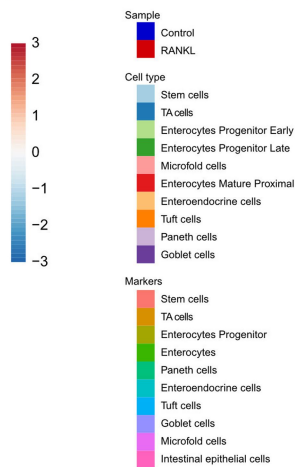 3
2
1
0
−1
−2
−3
Sample
Control
RANKL
Cell type
Stem cells
TA cells
Enterocytes Progenitor Early
Enterocytes Progenitor Late
Microfold cells
Enterocytes Mature Proximal
Enteroendocrine cells
Tuft cells
Paneth cells
Goblet cells
Markers
Stem cells
TA cells
Enterocytes Progenitor
Enterocytes
Paneth cells
Enteroendocrine cells
Tuft cells
Goblet cells
Microfold cells
Intestinal epithelial cells